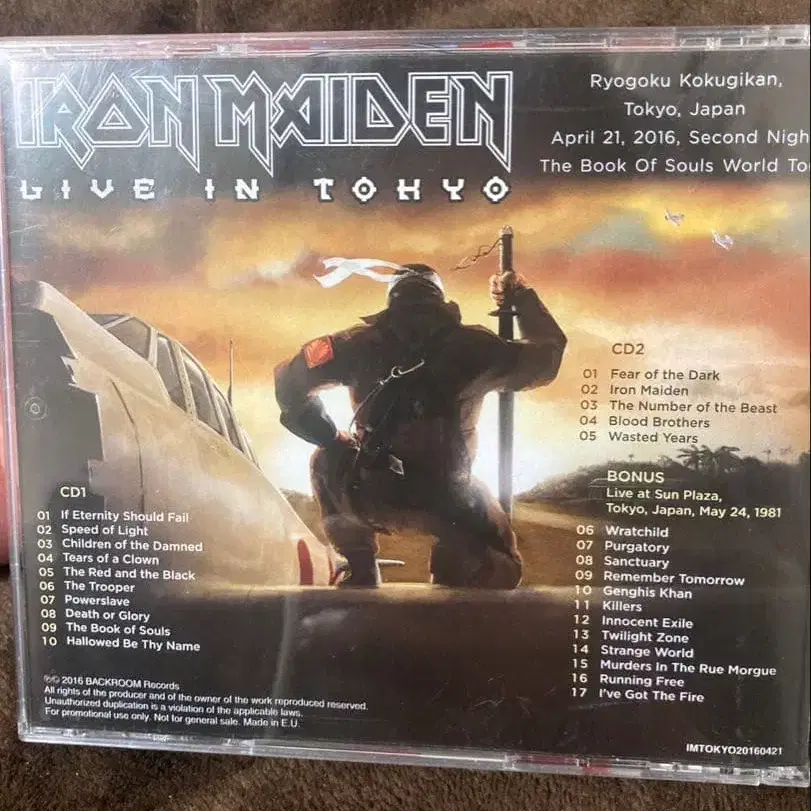 IRON MAIDEN
LIVE IN TOKYO
Ryogoku Kokugikan,
Tokyo, Japan
April 21, 2016, Second Nigh
The Book Of Souls World To
CD2
01 Fear of the Dark
02 Iron Maiden
03 The Number of the Beast
04 Blood Brothers
05 Wasted Years
BONUS
Live at Sun Plaza,
Tokyo, Japan, May 24, 1981
06 Wratchild
07 Purgatory
08 Sanctuary
09 Remember Tomorrow
10 Genghis Khan
11 Killers
12 Innocent Exile
13 Twilight Zone
14 Strange World
15 Murders In The Rue Morgue
16 Running Free
17 I've Got The Fire
CD1
01 If Eternity Should Fail
02 Speed of Light
03 Children of the Damned
04 Tears of a Clown
05 The Red and the Black
06 The Trooper
07 Powerslave
08 Death or Glory
09 The Book of Souls
10 Hallowed Be Thy Name
℗© 2016 BACKROOM Records
All rights of the producer and of the owner of the work reproduced reserved.
Unauthorized duplication is a violation of the applicable laws.
For promotional use only. Not for general sale. Made in E.U.
IMTOKYO20160421